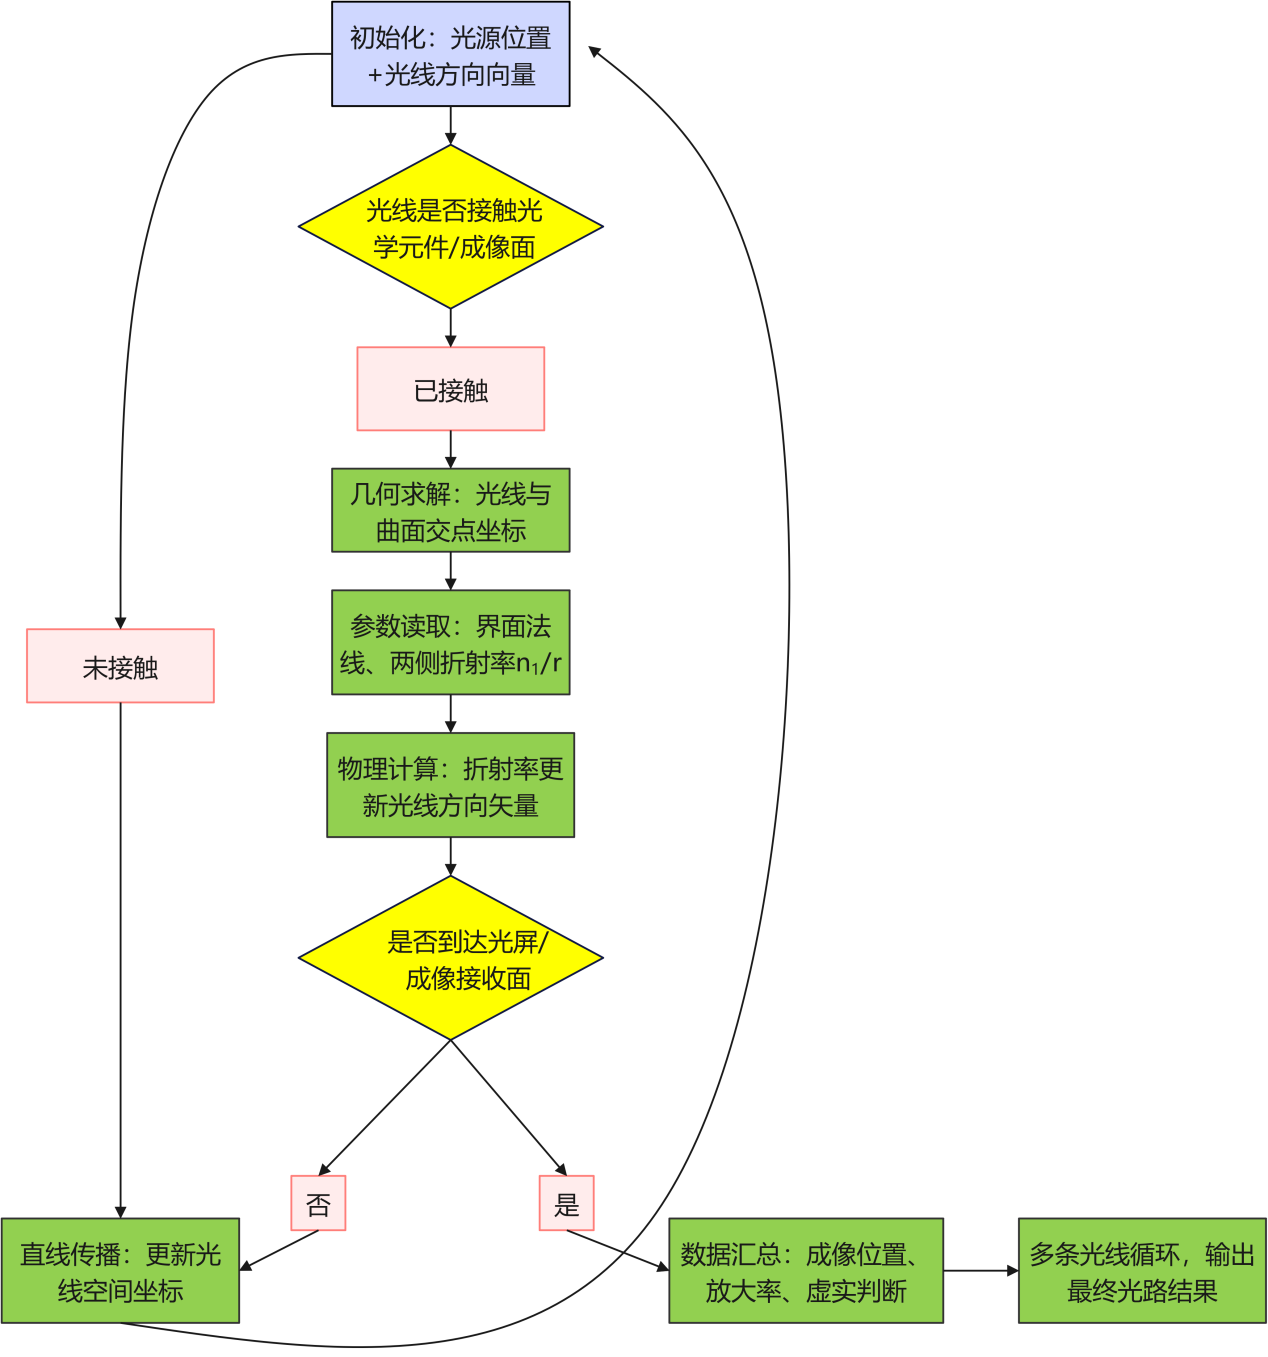 初始化：光源位置
+光线方向向量
光线是否接触光
学元件/成像面
已接触
几何求解：光线与
曲面交点坐标
参数读取：界面法
线、两侧折射率n₁/r
未接触
物理计算：折射率更
新光线方向矢量
是否到达光屏/
成像接收面
否
是
直线传播：更新光
线空间坐标
数据汇总：成像位置、
放大率、虚实判断
多条光线循环，输出
最终光路结果